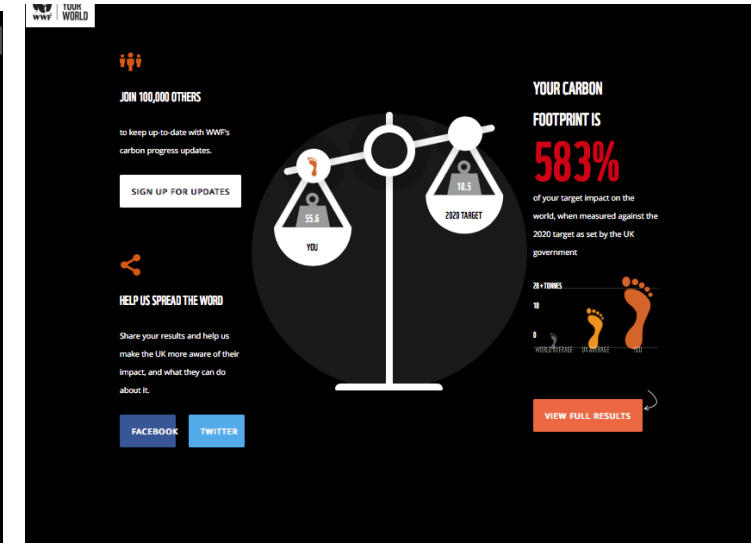 YOUR
WWF WORLD
JOIN 100,000 OTHERS
to keep up-to-date with WWF's
carbon progress updates.
SIGN UP FOR UPDATES
HELP US SPREAD THE WORD
Share your results and help us
make the UK more aware of their
impact, and what they can do
about it.
FACEBOOK
TWITTER
55.6
YOU
10.5
2020 TARGET
YOUR CARBON
FOOTPRINT IS
583%
of your target impact on the
world, when measured against the
2020 target as set by the UK
government
20+ TONNES
10
0
WORLD AVERAGE
UK AVERAGE
YOU
VIEW FULL RESULTS